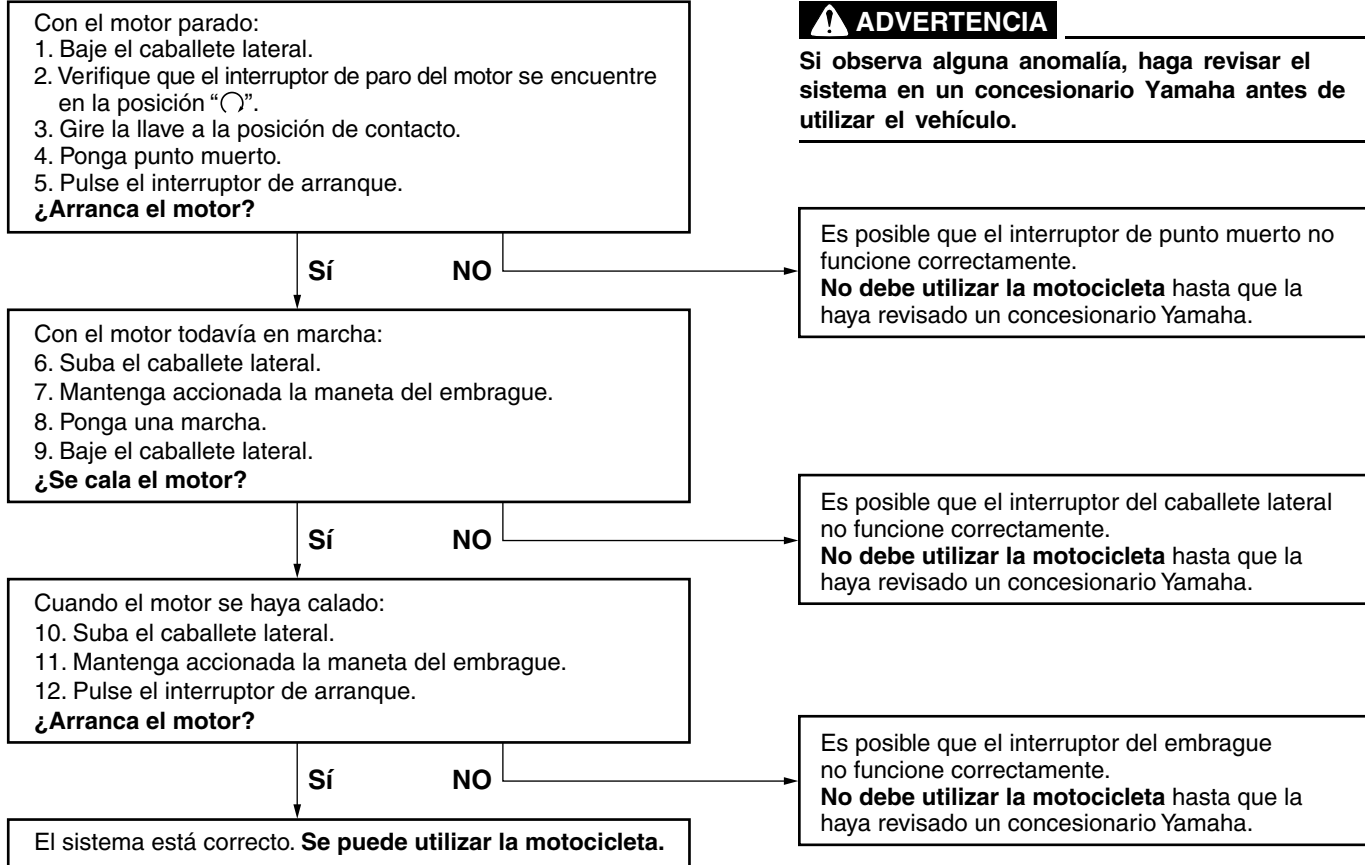 Con el motor parado:
1. Baje el caballete lateral.
2. Verifique que el interruptor de paro del motor se encuentre
en la posición “”.
3. Gire la llave a la posición de contacto.
4. Ponga punto muerto.
5. Pulse el interruptor de arranque.
¿Arranca el motor?
ADVERTENCIA
Si observa alguna anomalía, haga revisar el
sistema en un concesionario Yamaha antes de
utilizar el vehículo.
Sí NO
Es posible que el interruptor de punto muerto no
funcione correctamente.
No debe utilizar la motocicleta hasta que la
haya revisado un concesionario Yamaha.
Con el motor todavía en marcha:
6. Suba el caballete lateral.
7. Mantenga accionada la maneta del embrague.
8. Ponga una marcha.
9. Baje el caballete lateral.
¿Se cala el motor?
Sí NO
Es posible que el interruptor del caballete lateral
no funcione correctamente.
No debe utilizar la motocicleta hasta que la
haya revisado un concesionario Yamaha.
Cuando el motor se haya calado:
10. Suba el caballete lateral.
11. Mantenga accionada la maneta del embrague.
12. Pulse el interruptor de arranque.
¿Arranca el motor?
Sí NO
Es posible que el interruptor del embrague
no funcione correctamente.
No debe utilizar la motocicleta hasta que la
haya revisado un concesionario Yamaha.
El sistema está correcto. Se puede utilizar la motocicleta.